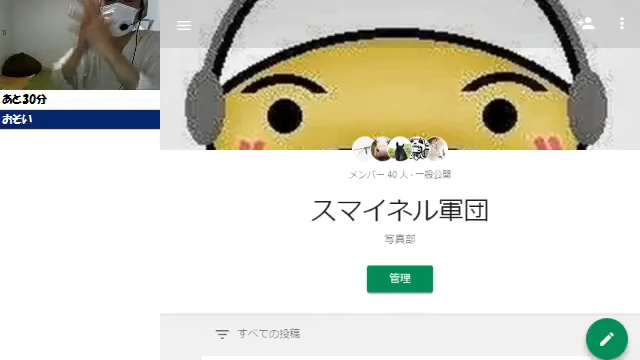 あと30分
おそい
メンバー 40 人 - 一般公開
スマイネル軍団
写真部
管理
すべての投稿